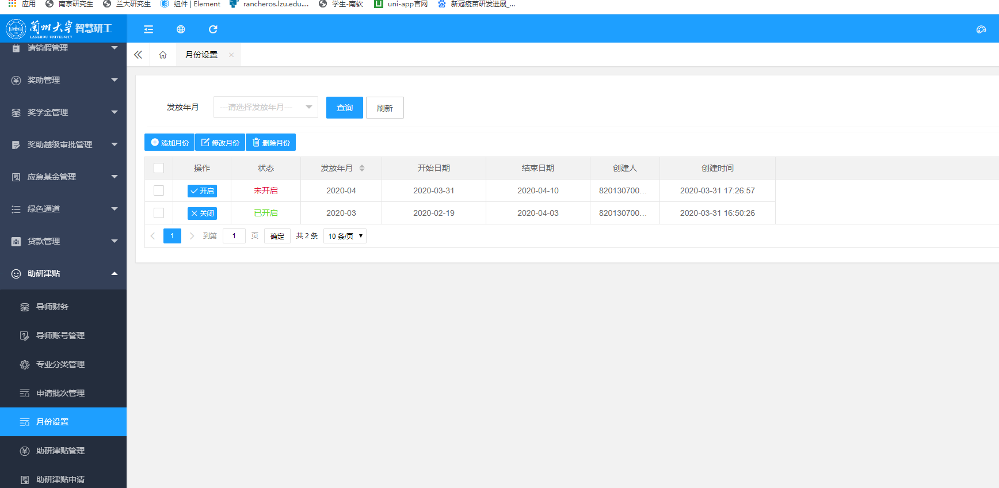 应用 南京研究生 兰大研究生 组件 | Element rancheros.lzu.edu.... 学生-南软 uni-app官网 新冠疫苗研发进展_...
兰州大学 智慧研工
LANZHOU UNIVERSITY
请销假管理
奖助管理
奖学金管理
奖助越级审批管理
应急基金管理
绿色通道
贷款管理
助研津贴
导师财务
导师账号管理
专业分类管理
申请批次管理
月份设置
助研津贴管理
助研津贴申请
月份设置
发放年月 ---请选择发放年月--- 查询 刷新
添加月份 修改月份 删除月份
操作 状态 发放年月 开始日期 结束日期 创建人 创建时间
开启 未开启 2020-04 2020-03-31 2020-04-10 820130700... 2020-03-31 17:26:57
关闭 已开启 2020-03 2020-02-19 2020-04-03 820130700... 2020-03-31 16:50:26
1 到第 1 页 确定 共 2 条 10 条/页